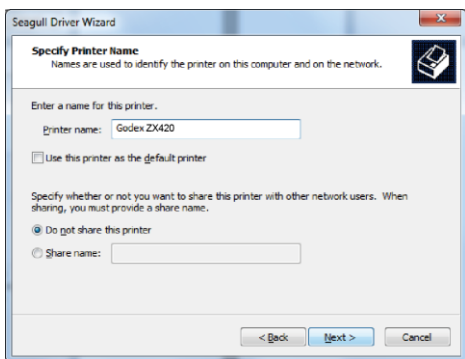 Seagull Driver Wizard
Specify Printer Name
Names are used to identify the printer on this computer and on the network.
Enter a name for this printer.
Printer name: Godex ZX420
Use this printer as the default printer
Specify whether or not you want to share this printer with other network users. When
sharing, you must provide a share name.
Do not share this printer
Share name:
< Back Next > Cancel